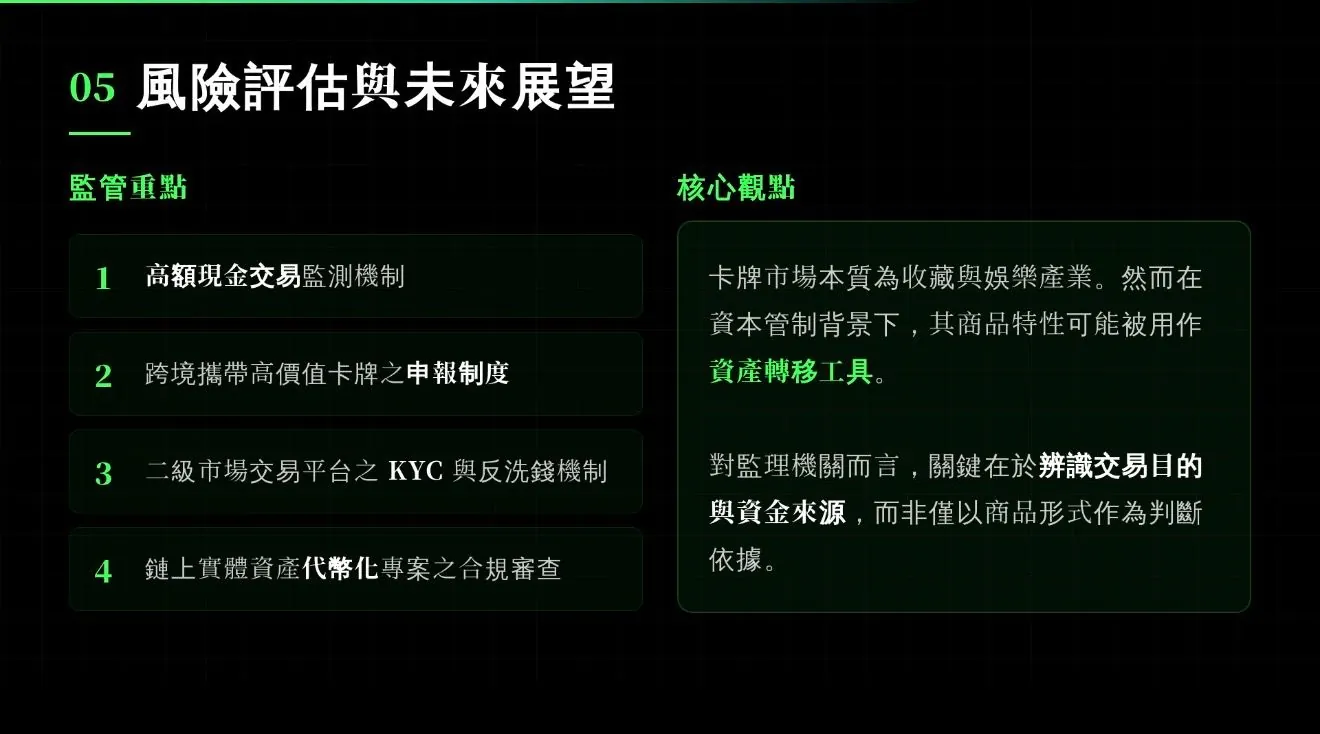 05 風險評估與未來展望
監管重點
1 高額現金交易監測機制
2 跨境攜帶高價值卡牌之申報制度
3 二級市場交易平台之 KYC 與反洗錢機制
4 鏈上實體資產代幣化專案之合規審查
核心觀點
卡牌市場本質為收藏與娛樂產業。然而在
資本管制背景下，其商品特性可能被用作
資產轉移工具。
對監理機關而言，關鍵在於辨識交易目的
與資金來源，而非僅以商品形式作為判斷
依據。